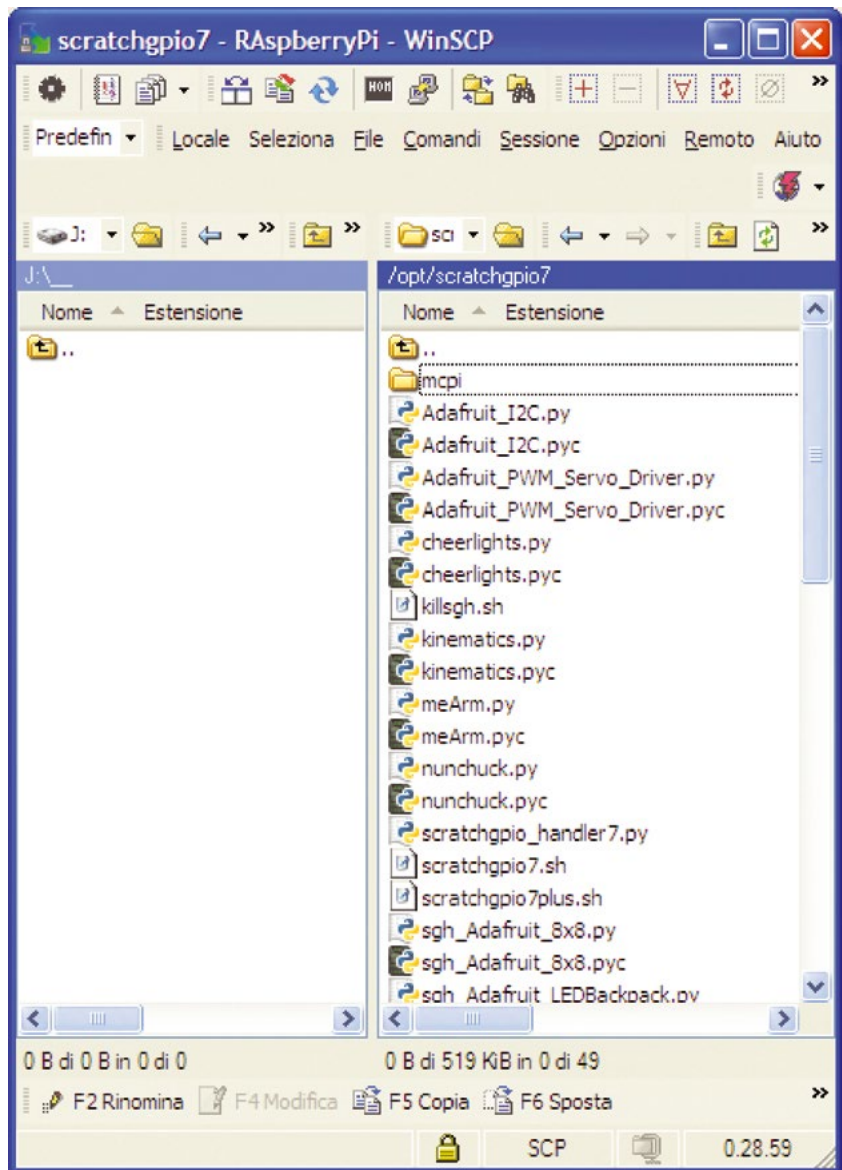 scratchgpio7 - RAspberryPi - WinSCP
Predefin Locale Seleziona File Comandi Sessione Opzioni Remoto Aiuto
J: scr
J:\__ /opt/scratchgpio7
Nome Estensione Nome Estensione
.. ..
mcpi
Adafruit_I2C.py
Adafruit_I2C.pyc
Adafruit_PWM_Servo_Driver.py
Adafruit_PWM_Servo_Driver.pyc
cheerlights.py
cheerlights.pyc
killsgh.sh
kinematics.py
kinematics.pyc
meArm.py
meArm.pyc
nunchuck.py
nunchuck.pyc
scratchgpio_handler7.py
scratchgpio7.sh
scratchgpio7plus.sh
sgh_Adafruit_8x8.py
sgh_Adafruit_8x8.pyc
sgh_Adafruit_LEDBackpack.py
0 B di 0 B in 0 di 0 0 B di 519 KiB in 0 di 49
F2 Rinomina F4 Modifica F5 Copia F6 Sposta
SCP 0.28.59